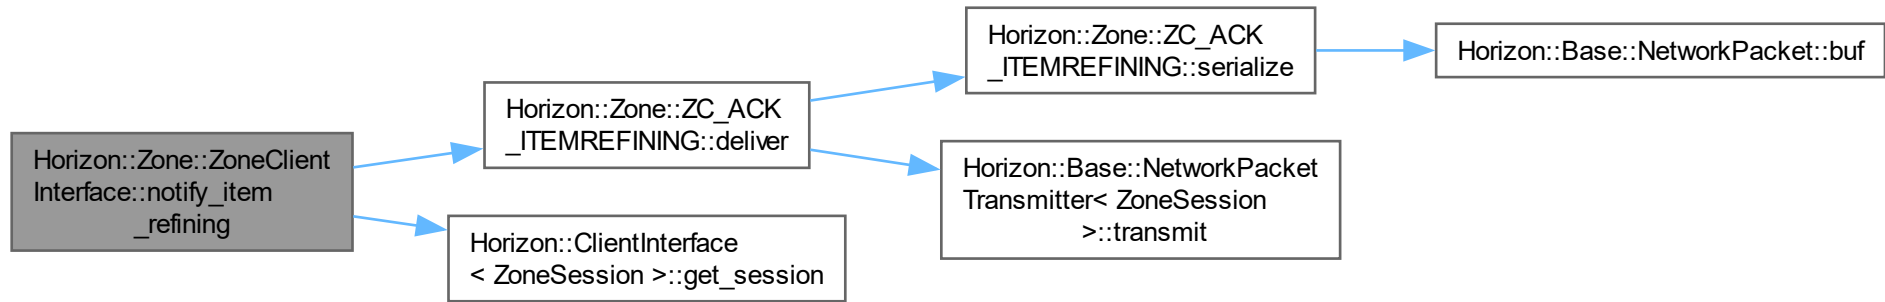 Horizon::Zone::ZoneClient
Interface::notify_item
_refining
Horizon::Zone::ZC_ACK
_ITEMREFINING::deliver
Horizon::ClientInterface
< ZoneSession >::get_session
Horizon::Zone::ZC_ACK
_ITEMREFINING::serialize
Horizon::Base::NetworkPacket
Transmitter< ZoneSession
>::transmit
Horizon::Base::NetworkPacket::buf